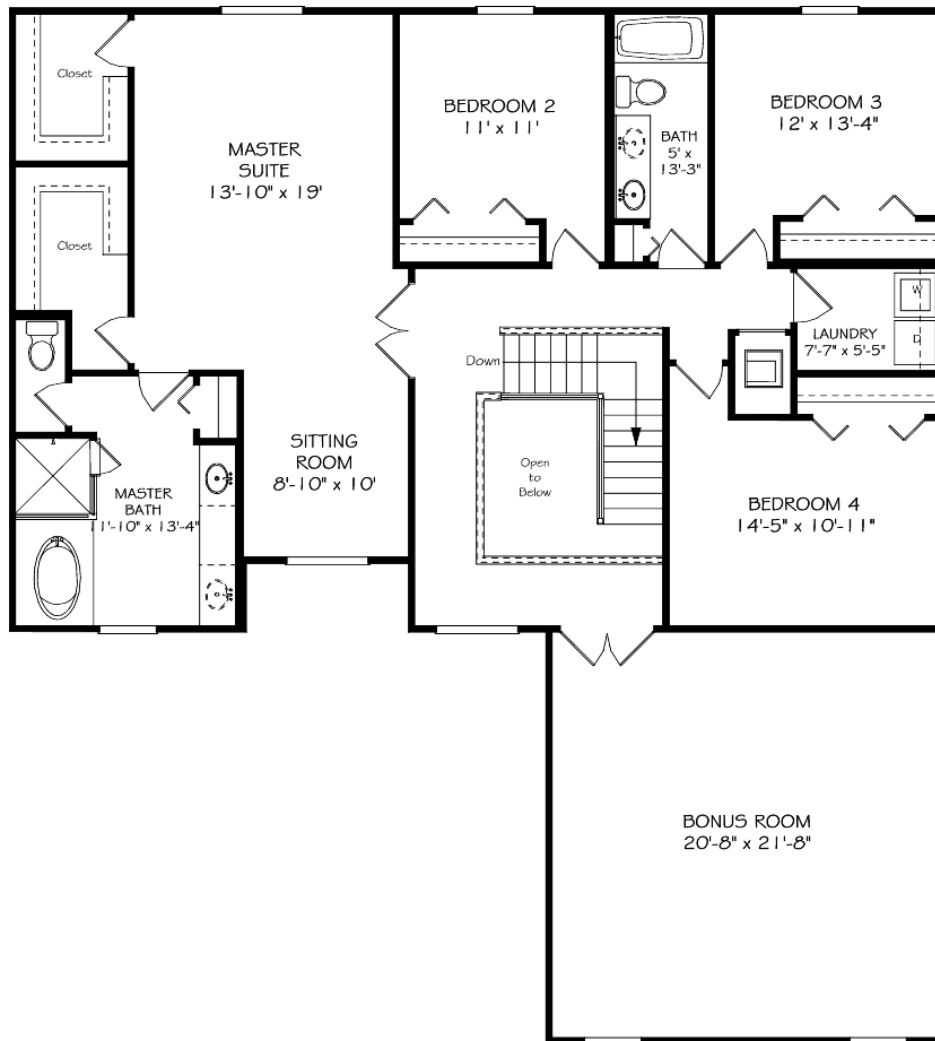 Closet
MASTER
SUITE
13'-10" x 19'
BEDROOM 2
11' x 11'
BATH
5' x
13'-3"
BEDROOM 3
12' x 13'-4"
Closet
W
D
LAUNDRY
7'-7" x 5'-5"
Down
Open
to
Below
SITTING
ROOM
8'-10" x 10'
MASTER
BATH
11'-10" x 13'-4"
BEDROOM 4
14'-5" x 10'-11"
BONUS ROOM
20'-8" x 21'-8"